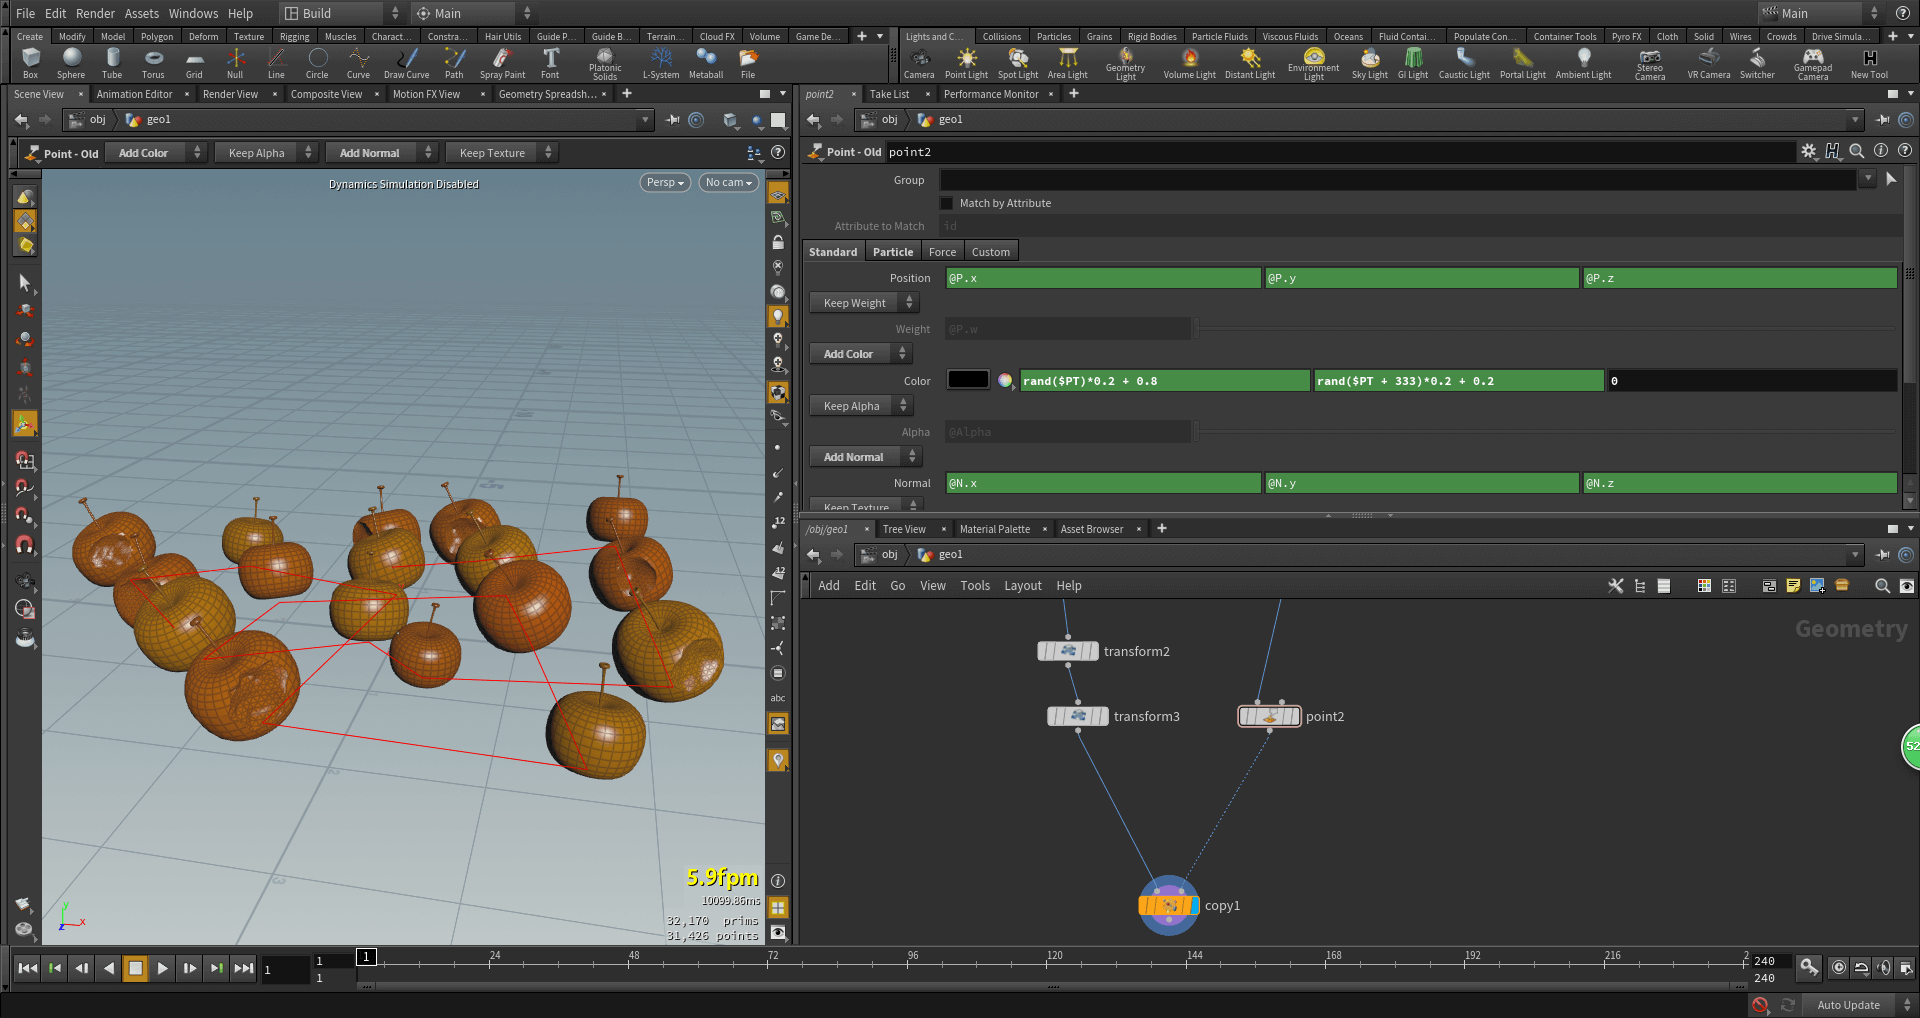 File Edit Render Assets Windows Help Build Main Main
Create Modify Model Polygon Deform Texture Rigging Muscles Charact... Constra... Hair Utils Guide P... Guide B... Terrain... Cloud FX Volume Game De...
Lights and C... Collisions Particles Grains Rigid Bodies Particle Fluids Viscous Fluids Oceans Fluid Contai... Populate Con... Container Tools Pyro FX Cloth Solid Wires Crowds Drive Simula...
Box Sphere Tube Torus Grid Null Line Circle Curve Draw Curve Path Spray Paint Font Platonic Solids L-System Metaball File
Camera Point Light Spot Light Area Light Geometry Light Volume Light Distant Light Environment Light Sky Light GI Light Caustic Light Portal Light Ambient Light Stereo Camera VR Camera Switcher Gamepad Camera New Tool
Scene View Animation Editor Render View Composite View Motion FX View Geometry Spreadsh...
obj geo1
Point - Old Add Color Keep Alpha Add Normal Keep Texture
Dynamics Simulation Disabled
Persp No cam
12
12
abc
5.9fpm
10099.86ms
32,170 prims
31,426 points
y
x
z
point2 Take List Performance Monitor
obj geo1
Point - Old point2
Group
Match by Attribute
Attribute to Match id
Standard Particle Force Custom
Position @P.x @P.y @P.z
Keep Weight
Weight @P.w
Add Color
Color rand($PT)*0.2 + 0.8 rand($PT + 333)*0.2 + 0.2 0
Keep Alpha
Alpha @Alpha
Add Normal
Normal @N.x @N.y @N.z
Keep Texture
/obj/geo1 Tree View Material Palette Asset Browser
obj geo1
Add Edit Go View Tools Layout Help
Geometry
transform2
transform3
point2
52
copy1
1 1 1 24 48 72 96 120 144 168 192 216 2 240
1 240
Auto Update